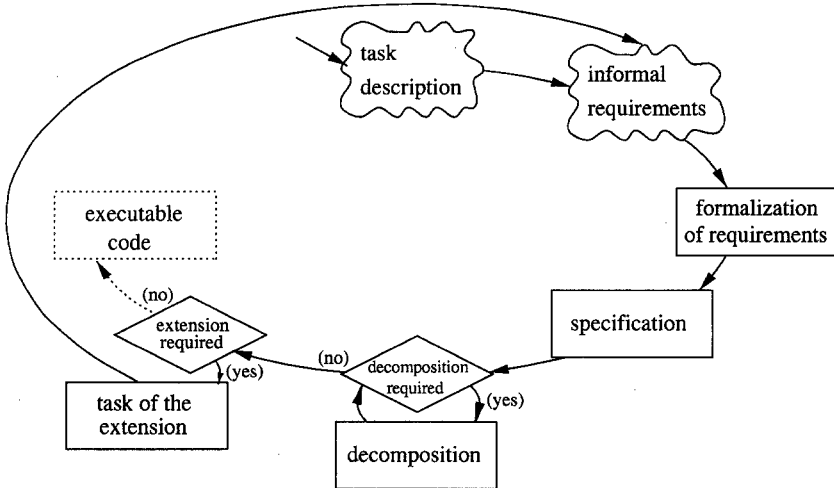 task
description
informal
requirements
formalization
of requirements
specification
decomposition
required
(yes)
decomposition
(no)
extension
required
(yes)
task of the
extension
(no)
executable
code